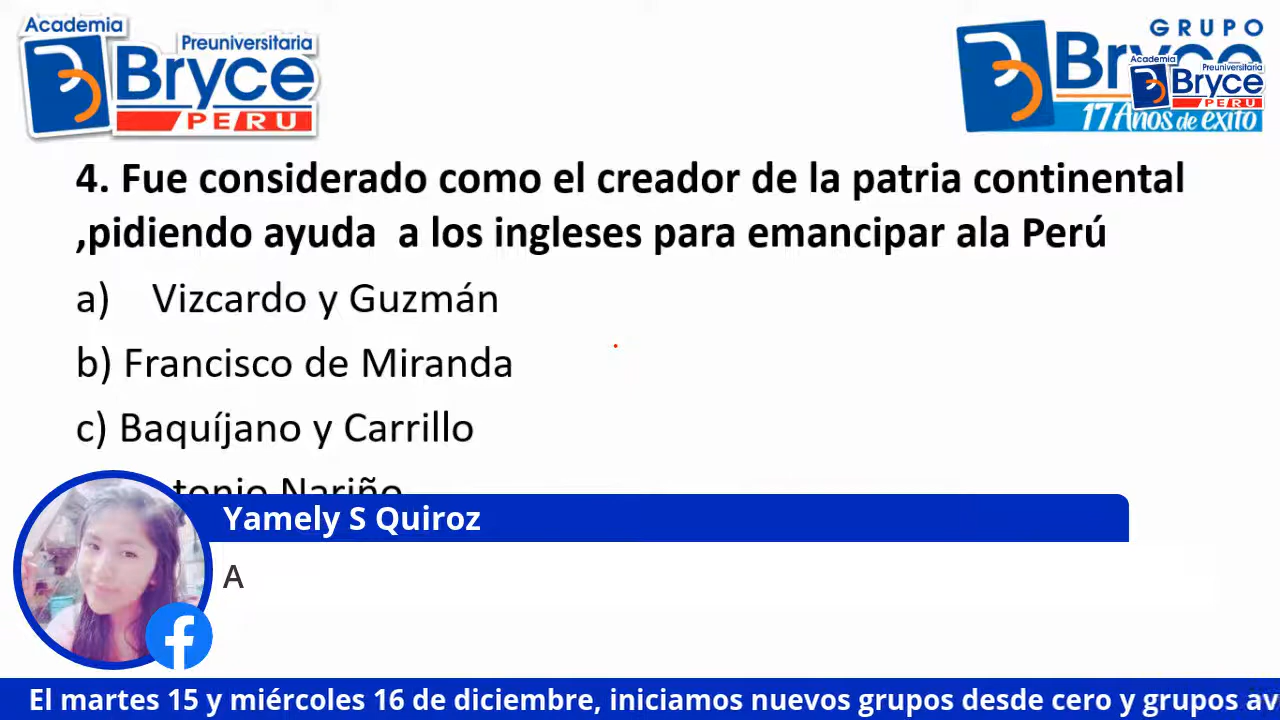 Academia
Preuniversitaria
Bryce
PERU
GRUPO
Bryce
17 Años de éxito
Academia
Preuniversitaria
Bryce
PERU
4. Fue considerado como el creador de la patria continental
,pidiendo ayuda a los ingleses para emancipar ala Perú
a) Vizcardo y Guzmán
b) Francisco de Miranda
c) Baquíjano y Carrillo
Nariño
Yamely S Quiroz
A
El martes 15 y miércoles 16 de diciembre, iniciamos nuevos grupos desde cero y grupos av